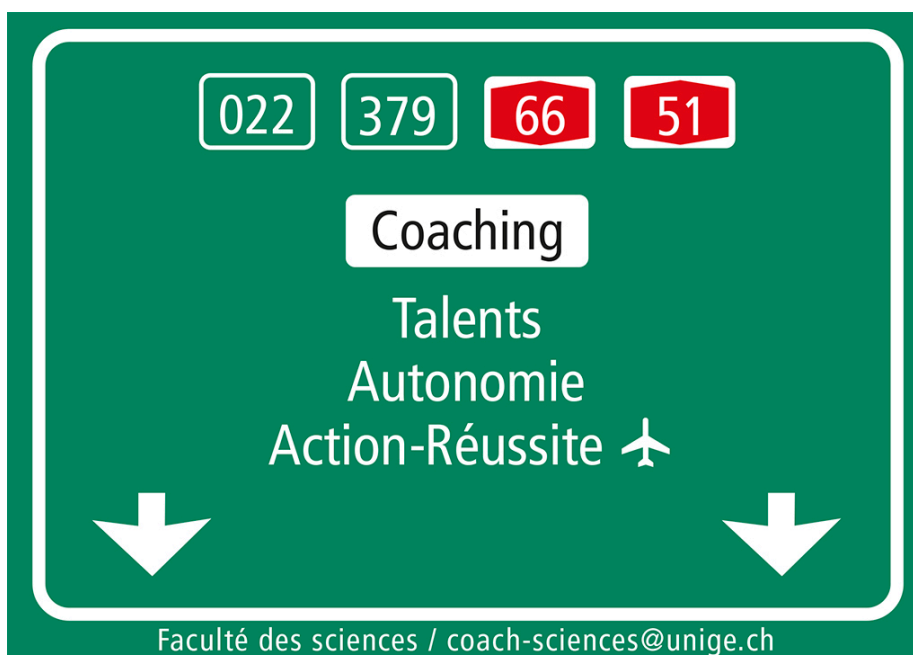 022 379 66 51
Coaching
Talents
Autonomie
Action-Réussite
Faculté des sciences / coach-sciences@unige.ch